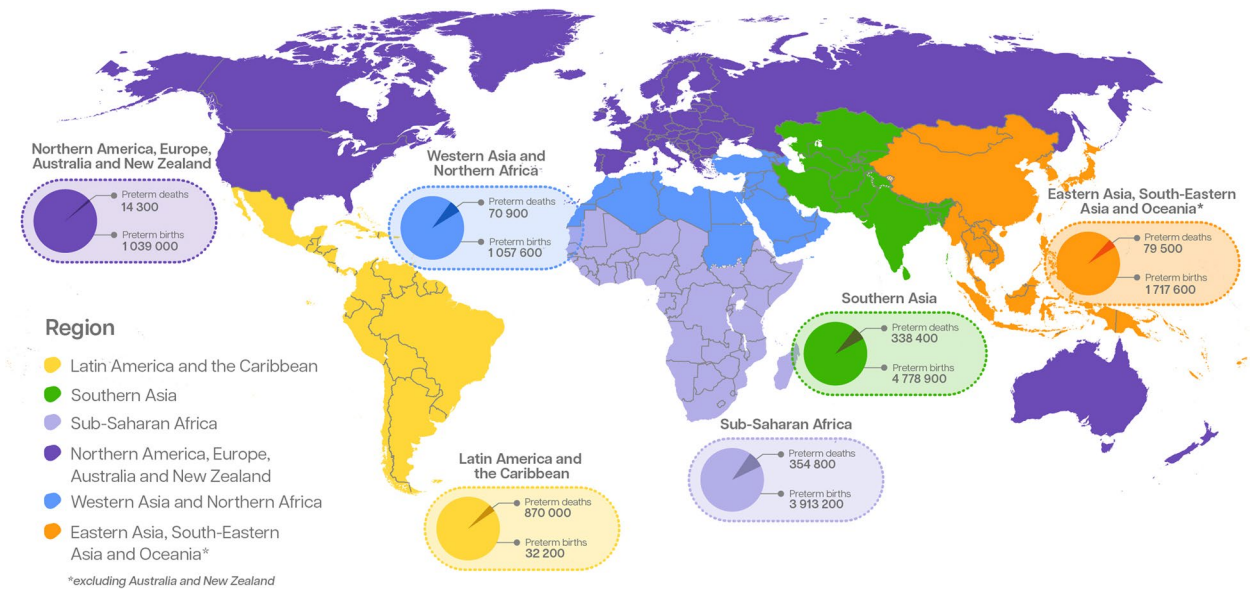 Northern America, Europe,
Australia and New Zealand
Preterm deaths
14 300
Preterm births
1 039 000
Western Asia and
Northern Africa
Preterm deaths
70 900
Preterm births
1 057 600
Eastern Asia, South-Eastern
Asia and Oceania*
Preterm deaths
79 500
Preterm births
1 717 600
Southern Asia
Preterm deaths
338 400
Preterm births
4 778 900
Sub-Saharan Africa
Preterm deaths
354 800
Preterm births
3 913 200
Latin America and
the Caribbean
Preterm deaths
870 000
Preterm births
32 200
Region
Latin America and the Caribbean
Southern Asia
Sub-Saharan Africa
Northern America, Europe,
Australia and New Zealand
Western Asia and Northern Africa
Eastern Asia, South-Eastern
Asia and Oceania*
*excluding Australia and New Zealand